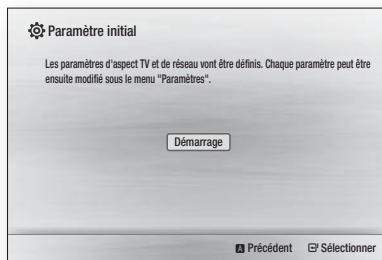 Paramètre initial
Les paramètres d'aspect TV et de réseau vont être définis. Chaque paramètre peut être
ensuite modifié sous le menu "Paramètres".
Démarrage
A Précédent Sélectionner